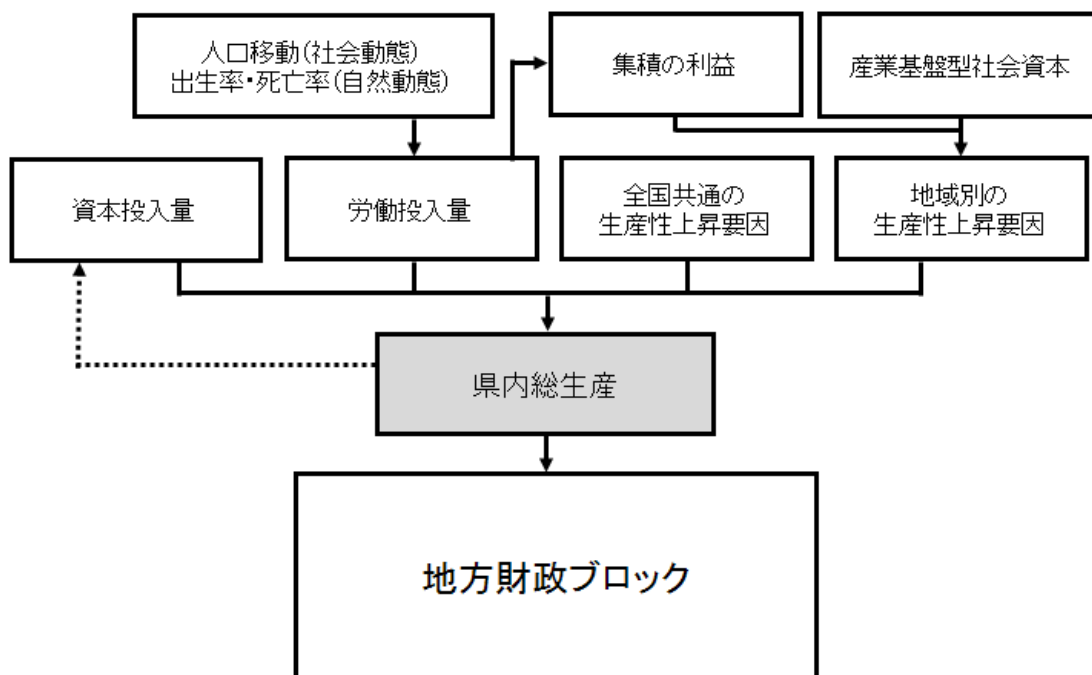 人口移動(社会動態)
出生率・死亡率(自然動態)
集積の利益
産業基盤型社会資本
資本投入量
労働投入量
全国共通の
生産性上昇要因
地域別の
生産性上昇要因
県内総生産
地方財政ブロック